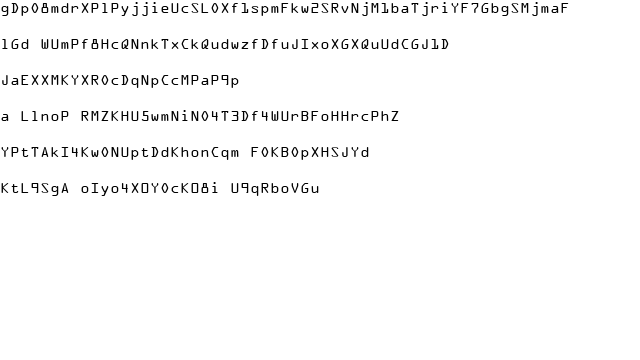 gDp08mdrXP1PyjjieUcSL0Xf1spmFkw2SRvNjM1baTjriYF7GbgSMjmaF
1Gd WUmPf8HcQNnkTxCkQudwzfDfuJIxoXGXQuUdCGJ1D
JaEXXMKYXR0cDqNpCcMPaP9p
a L1noP RMZKHU5wmNiN04T3Df4WUrBFoHHrcPhZ
YPtTAkI4Kw0NUptDdKhonCqm F0KB0pXHSJYd
KtL9SgA oIyo4XOY0cKO8i U9qRboVGu